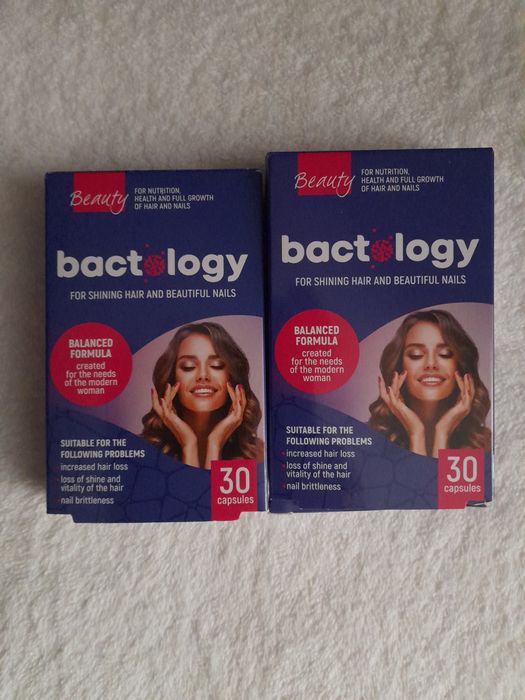 Beauty
FOR NUTRITION,
HEALTH AND FULL GROWTH
OF HAIR AND NAILS
bactology
FOR SHINING HAIR AND BEAUTIFUL NAILS
BALANCED
FORMULA
created
for the needs
of the modern
woman
SUITABLE FOR THE
FOLLOWING PROBLEMS
increased hair loss
loss of shine and
vitality of the hair
nail brittleness
30
capsules
Beauty
FOR NUTRITION,
HEALTH AND FULL GROWTH
OF HAIR AND NAILS
bactology
FOR SHINING HAIR AND BEAUTIFUL NAILS
BALANCED
FORMULA
created
for the needs
of the modern
woman
SUITABLE FOR THE
FOLLOWING PROBLEMS
increased hair loss
loss of shine and
vitality of the hair
nail brittleness
30
capsules